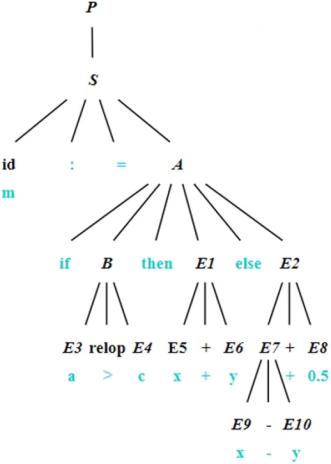 P
S
id : = A
m
if B then E1 else E2
E3 relop E4 E5 + E6 E7 + E8
a > c x + y + 0.5
E9 - E10
x - y